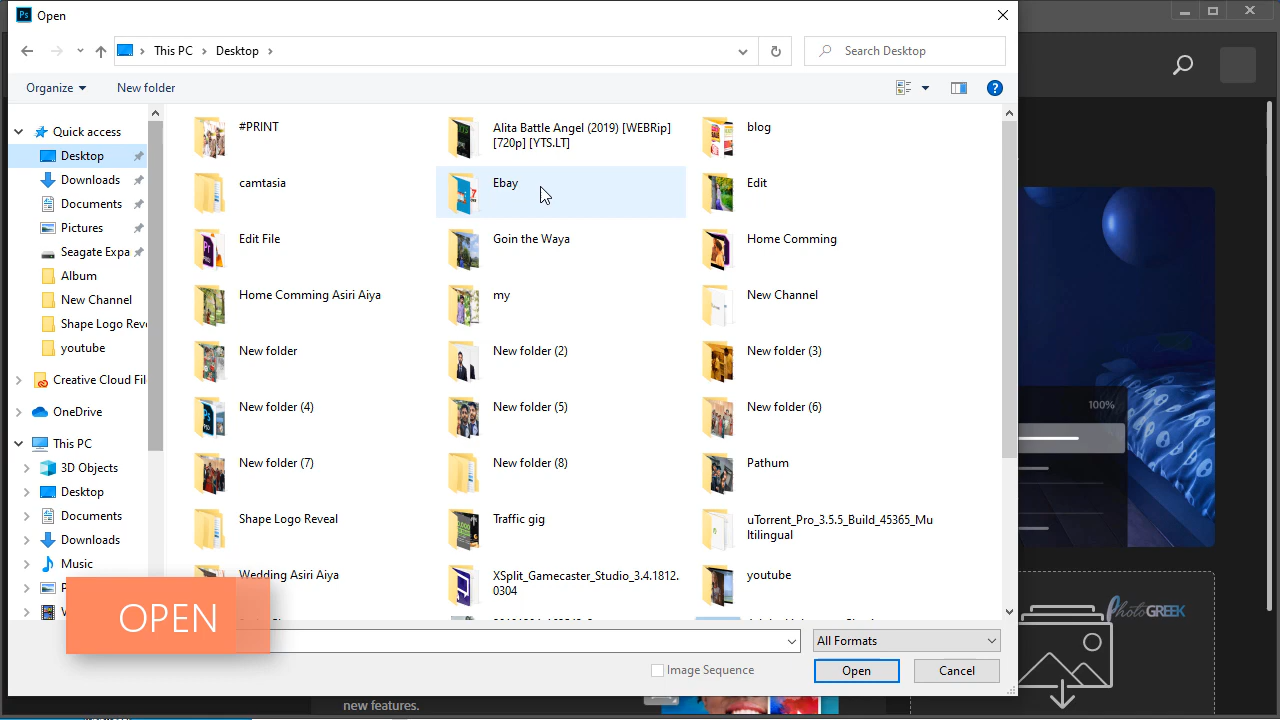 Open
This PC
Desktop
Search Desktop
Organize
New folder
Quick access
Desktop
Downloads
Documents
Pictures
Seagate Expa
Album
New Channel
Shape Logo Reve
youtube
Creative Cloud Fil
OneDrive
This PC
3D Objects
Desktop
Documents
Downloads
Music
#PRINT
Alita Battle Angel (2019) [WEBRip]
[720p] [YTS.LT]
blog
camtasia
Ebay
Edit
Edit File
Goin the Waya
Home Comming
Home Comming Asiri Aiya
my
New Channel
New folder
New folder (2)
New folder (3)
New folder (4)
New folder (5)
New folder (6)
New folder (7)
New folder (8)
Pathum
Shape Logo Reveal
Traffic gig
uTorrent_Pro_3.5.5_Build_45365_Mu
ltilingual
Wedding Asiri Aiya
XSplit_Gamecaster_Studio_3.4.1812.
0304
youtube
OPEN
All Formats
Image Sequence
Open
Cancel
100%
PhotoGREEK
new features.